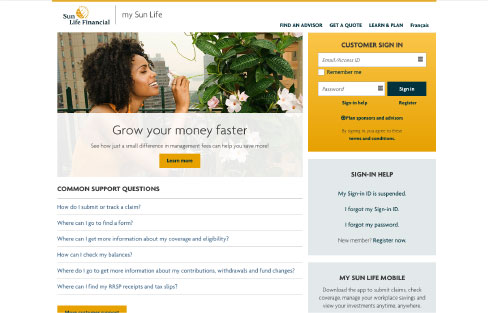 Sun
Life Financial
my Sun Life
FIND AN ADVISOR GET A QUOTE LEARN & PLAN Français
Grow your money faster
See how just a small difference in management fees can help you save more!
Learn more
COMMON SUPPORT QUESTIONS
How do I submit or track a claim?
Where can I go to find a form?
Where can I get more information about my coverage and eligibility?
How can I check my balances?
Where do I go to get more information about my contributions, withdrawals and fund changes?
Where can I find my RRSP receipts and tax slips?
More customer support
CUSTOMER SIGN IN
Email/Access ID
Remember me
Password
Sign in
Sign-in help
Register
Plan sponsors and advisors
By signing in you agree to these
terms and conditions.
SIGN-IN HELP
My Sign-in ID is suspended.
I forgot my Sign-in ID.
I forgot my password.
New member? Register now.
MY SUN LIFE MOBILE
Download the app to submit claims, check
coverage, manage your workplace savings and
view your investments anytime, anywhere.